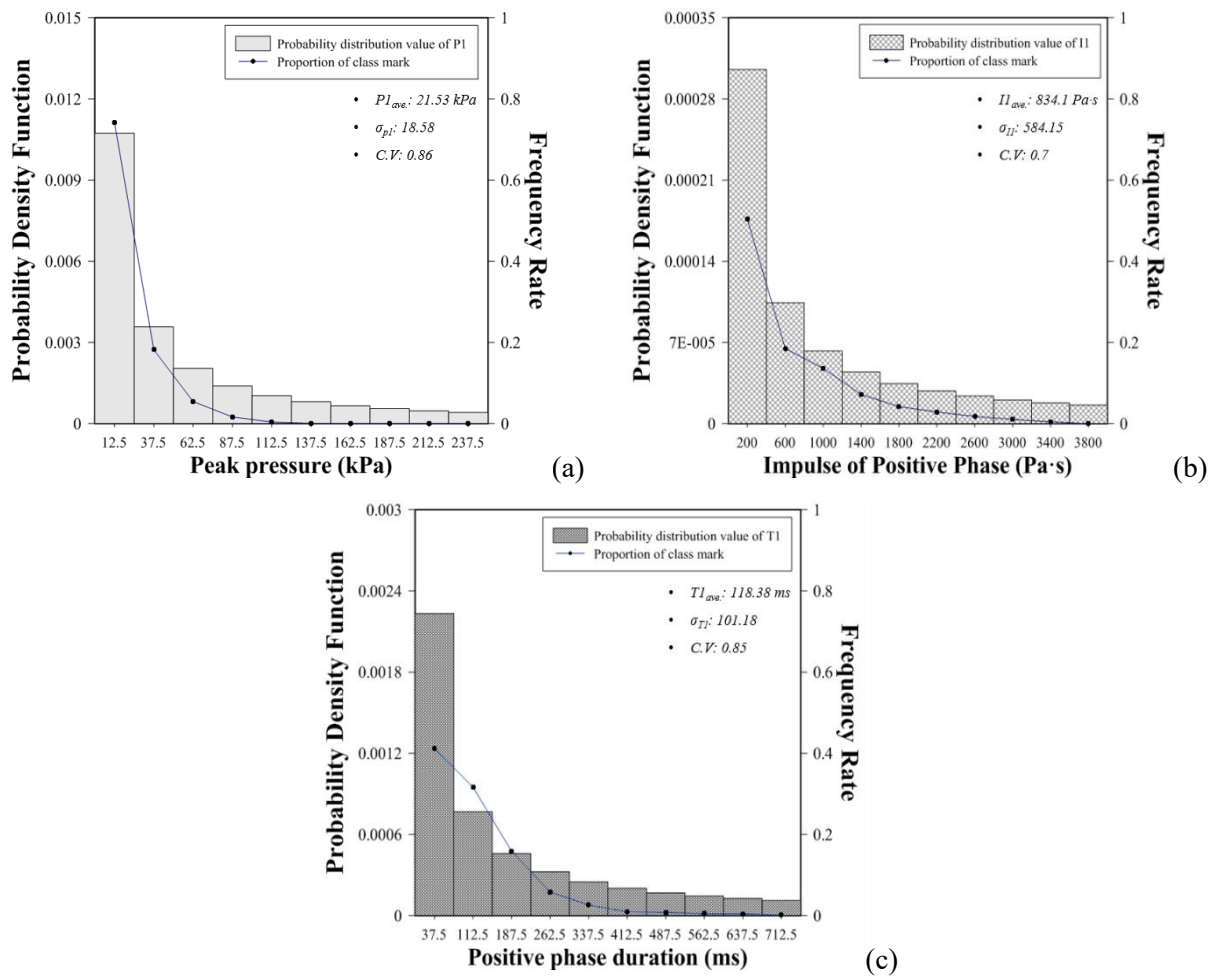 Probability Density Function
0.015
0.012
0.009
0.006
0.003
0
Probability distribution value of P1
Proportion of class mark
P1ave.: 21.53 kPa
σp1: 18.58
C.V: 0.86
1
0.8
0.6
0.4
0.2
0
Frequency Rate
12.5 37.5 62.5 87.5 112.5 137.5 162.5 187.5 212.5 237.5
Peak pressure (kPa)
(a)
Probability Density Function
0.00035
0.00028
0.00021
0.00014
7E-005
0
Probability distribution value of I1
Proportion of class mark
I1ave.: 834.1 Pa·s
σI1: 584.15
C.V: 0.7
1
0.8
0.6
0.4
0.2
0
Frequency Rate
200 600 1000 1400 1800 2200 2600 3000 3400 3800
Impulse of Positive Phase (Pa·s)
(b)
Probability Density Function
0.003
0.0024
0.0018
0.0012
0.0006
0
Probability distribution value of T1
Proportion of class mark
T1ave.: 118.38 ms
σT1: 101.18
C.V: 0.85
1
0.8
0.6
0.4
0.2
0
Frequency Rate
37.5 112.5 187.5 262.5 337.5 412.5 487.5 562.5 637.5 712.5
Positive phase duration (ms)
(c)